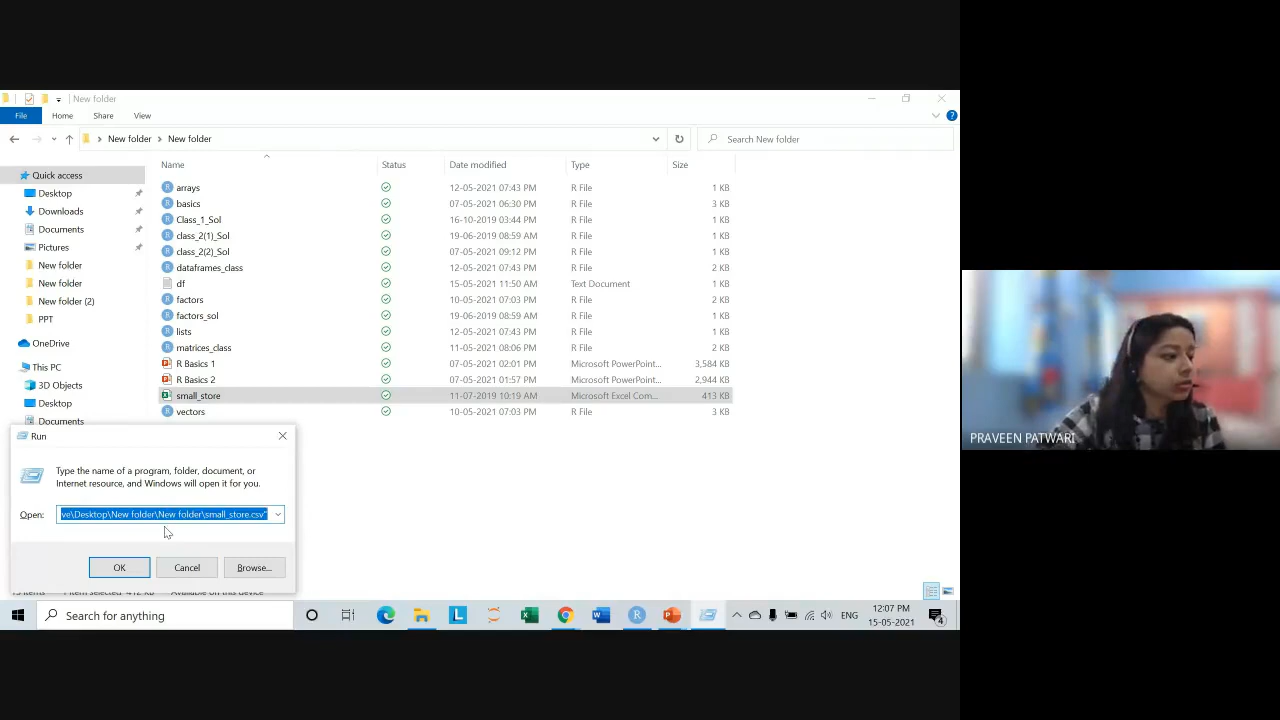 New folder
File Home Share View
New folder New folder Search New folder
Name Status Date modified Type Size
Quick access
Desktop
Downloads
Documents
Pictures
New folder
New folder
New folder (2)
PPT
OneDrive
This PC
3D Objects
Desktop
Documents
arrays 12-05-2021 07:43 PM R File 1 KB
basics 07-05-2021 06:30 PM R File 3 KB
Class_1_Sol 16-10-2019 03:44 PM R File 1 KB
class_2(1)_Sol 19-06-2019 08:59 AM R File 1 KB
class_2(2)_Sol 07-05-2021 09:12 PM R File 1 KB
dataframes_class 12-05-2021 07:43 PM R File 2 KB
df 15-05-2021 11:50 AM Text Document 1 KB
factors 10-05-2021 07:03 PM R File 2 KB
factors_sol 19-06-2019 08:59 AM R File 1 KB
lists 12-05-2021 07:43 PM R File 1 KB
matrices_class 11-05-2021 08:06 PM R File 2 KB
R Basics 1 07-05-2021 02:01 PM Microsoft PowerPoint... 3,584 KB
R Basics 2 07-05-2021 01:57 PM Microsoft PowerPoint... 2,944 KB
small_store 11-07-2019 10:19 AM Microsoft Excel Com... 413 KB
vectors 10-05-2021 07:03 PM R File 3 KB
Run
Type the name of a program, folder, document, or
Internet resource, and Windows will open it for you.
Open: ve\Desktop\New folder\New folder\small_store.csv"
OK Cancel Browse...
Search for anything
ENG
12:07 PM
15-05-2021
4
PRAVEEN PATWARI